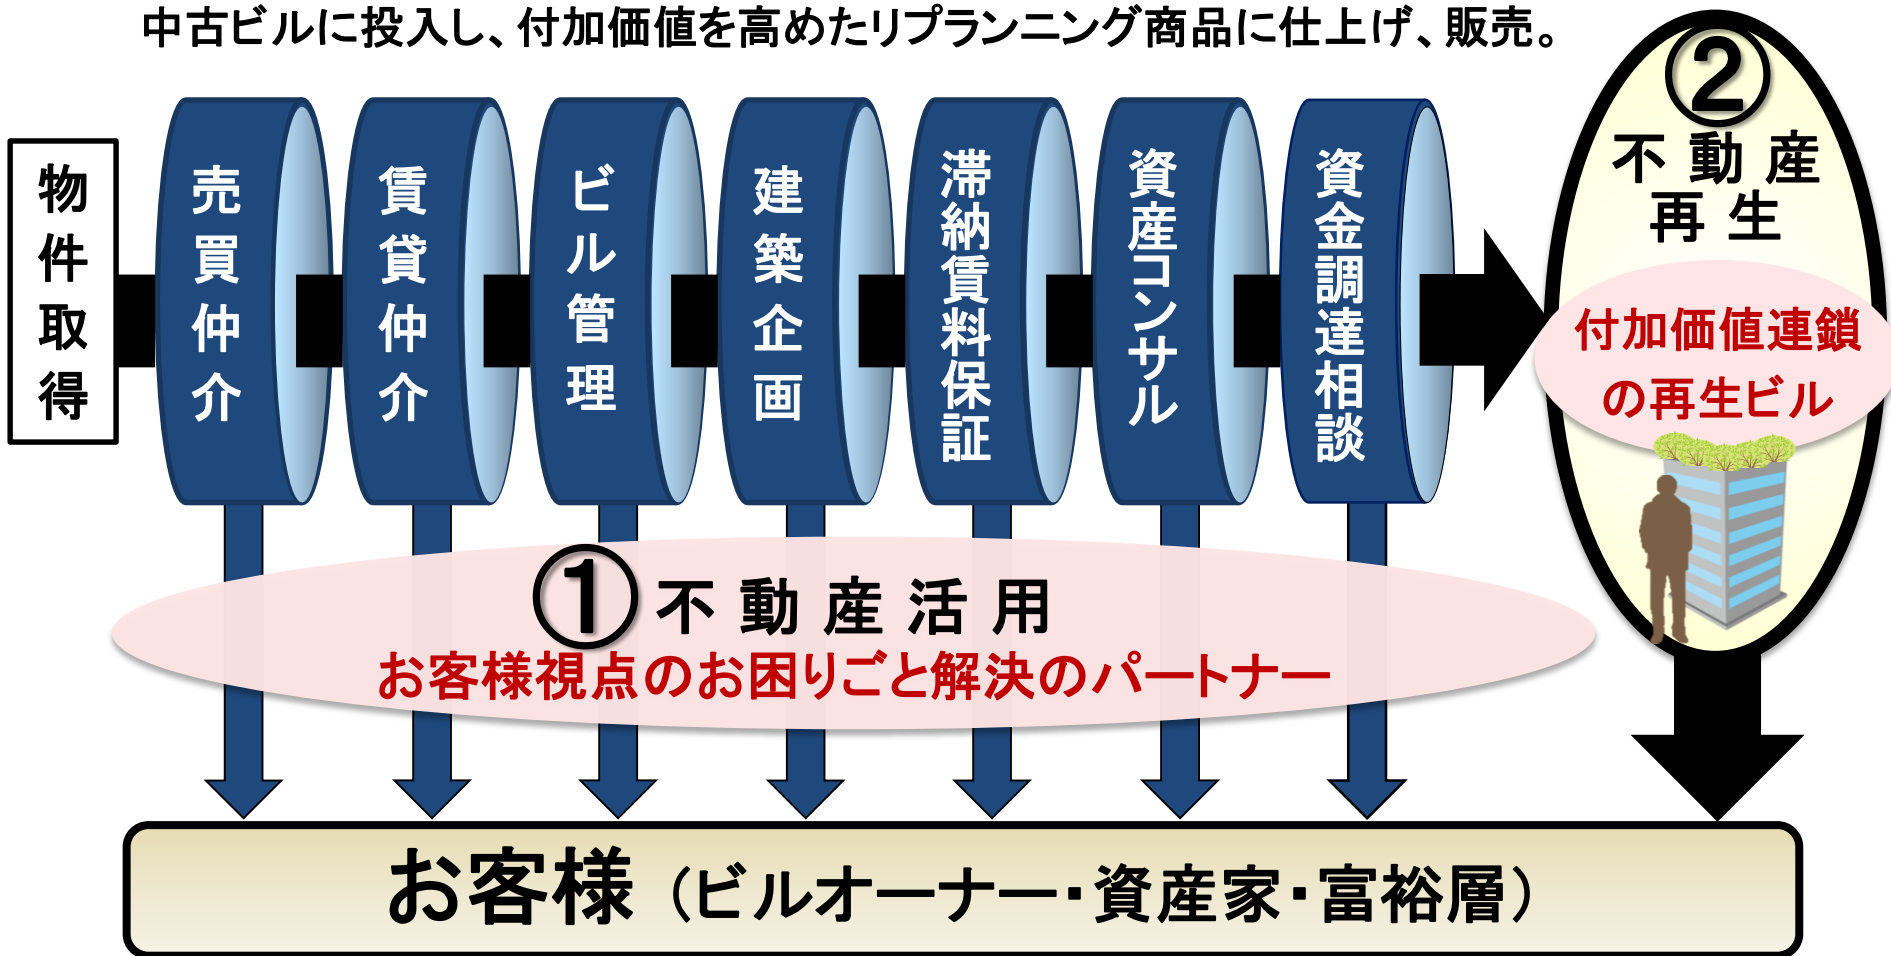 中古ビルに投入し、付加価値を高めたリプランニング商品に仕上げ、販売。
物件取得
売買仲介
賃貸仲介
ビル管理
建築企画
滞納賃料保証
資産コンサル
資金調達相談
②
不動産
再生
付加価値連鎖
の再生ビル
①不動産活用
お客様視点のお困りごと解決のパートナー
お客様（ビルオーナー・資産家・富裕層）